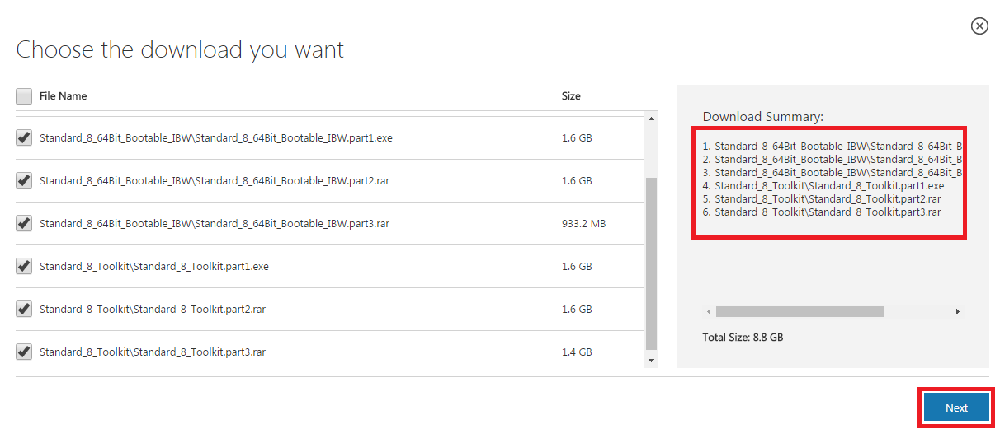 Choose the download you want
File Name Size
Standard_8_64Bit_Bootable_IBW\Standard_8_64Bit_Bootable_IBW.part1.exe 1.6 GB
Standard_8_64Bit_Bootable_IBW\Standard_8_64Bit_Bootable_IBW.part2.rar 1.6 GB
Standard_8_64Bit_Bootable_IBW\Standard_8_64Bit_Bootable_IBW.part3.rar 933.2 MB
Standard_8_Toolkit\Standard_8_Toolkit.part1.exe 1.6 GB
Standard_8_Toolkit\Standard_8_Toolkit.part2.rar 1.6 GB
Standard_8_Toolkit\Standard_8_Toolkit.part3.rar 1.4 GB
Download Summary:
1. Standard_8_64Bit_Bootable_IBW\Standard_8_64Bit_B
2. Standard_8_64Bit_Bootable_IBW\Standard_8_64Bit_B
3. Standard_8_64Bit_Bootable_IBW\Standard_8_64Bit_B
4. Standard_8_Toolkit\Standard_8_Toolkit.part1.exe
5. Standard_8_Toolkit\Standard_8_Toolkit.part2.rar
6. Standard_8_Toolkit\Standard_8_Toolkit.part3.rar
Total Size: 8.8 GB
Next